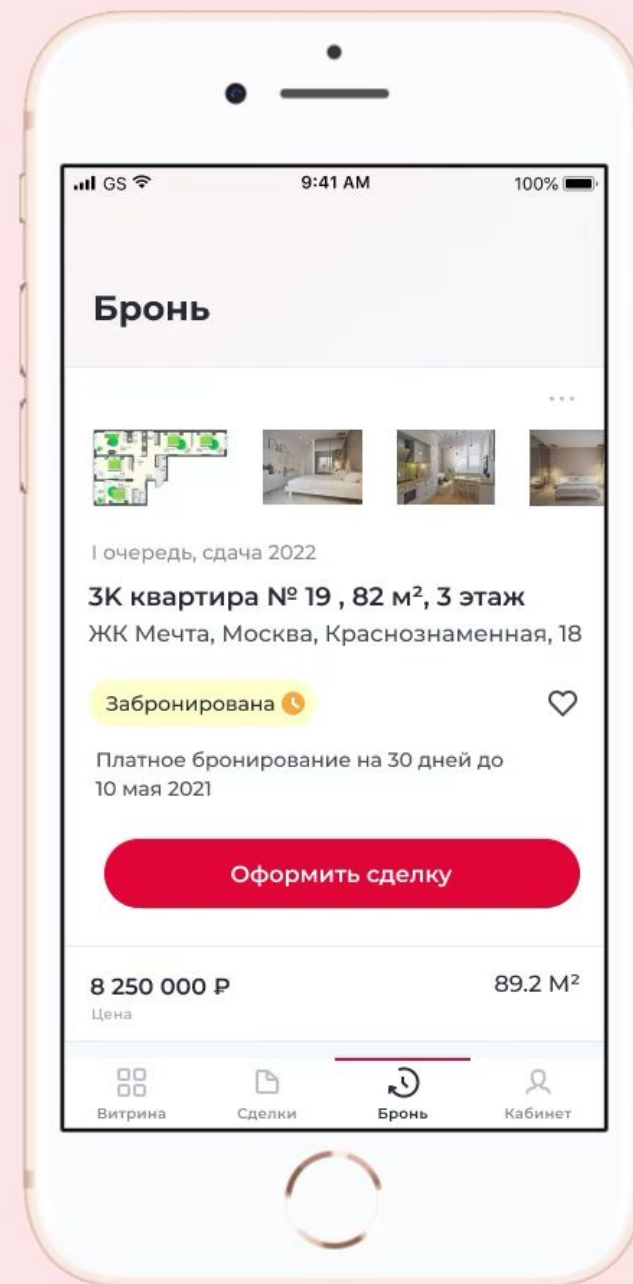 GS 9:41 AM 100%
Бронь
I очередь, сдача 2022
3К квартира № 19 , 82 м², 3 этаж
ЖК Мечта, Москва, Краснознаменная, 18
Забронирована
Платное бронирование на 30 дней до
10 мая 2021
Оформить сделку
8 250 000 ₽ 89.2 М²
Цена
Витрина Сделки Бронь Кабинет